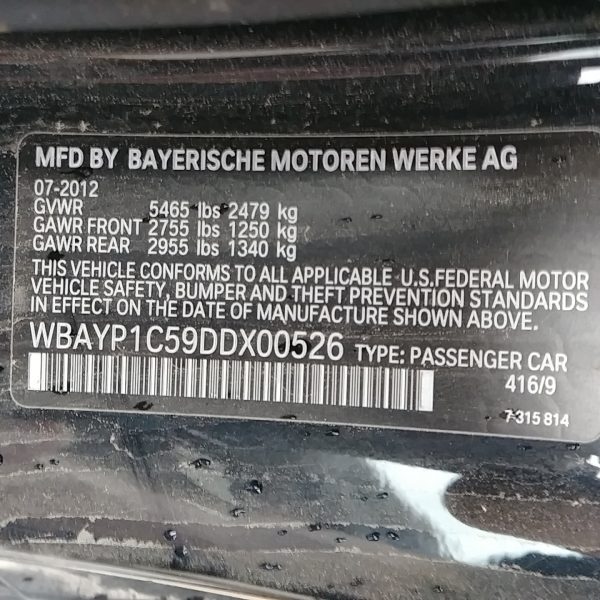 MFD BY BAYERISCHE MOTOREN WERKE AG
07-2012
GVWR 5465 lbs 2479 kg
GAWR FRONT 2755 lbs 1250 kg
GAWR REAR 2955 lbs 1340 kg
THIS VEHICLE CONFORMS TO ALL APPLICABLE U.S.FEDERAL MOTOR
VEHICLE SAFETY, BUMPER AND THEFT PREVENTION STANDARDS
IN EFFECT ON THE DATE OF MANUFACTURE SHOWN ABOVE.
WBAYP1C59DDX00526 TYPE: PASSENGER CAR
416/9
7 315 814